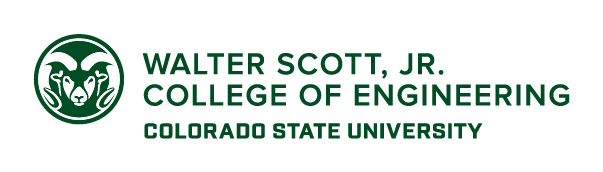 WALTER SCOTT, JR.
COLLEGE OF ENGINEERING
COLORADO STATE UNIVERSITY